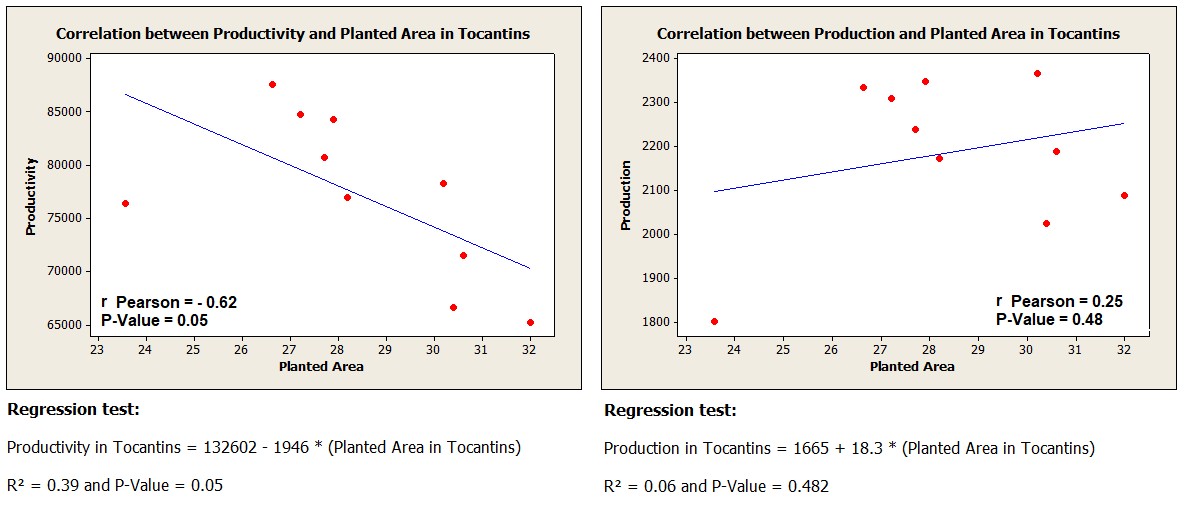 Correlation between Productivity and Planted Area in Tocantins
90000
85000
80000
75000
70000
65000
Productivity
r Pearson = - 0.62
P-Value = 0.05
23 24 25 26 27 28 29 30 31 32
Planted Area
Regression test:
Productivity in Tocantins = 132602 - 1946 * (Planted Area in Tocantins)
R² = 0.39 and P-Value = 0.05
Correlation between Production and Planted Area in Tocantins
2400
2300
2200
2100
2000
1900
1800
Production
r Pearson = 0.25
P-Value = 0.48
23 24 25 26 27 28 29 30 31 32
Planted Area
Regression test:
Production in Tocantins = 1665 + 18.3 * (Planted Area in Tocantins)
R² = 0.06 and P-Value = 0.482